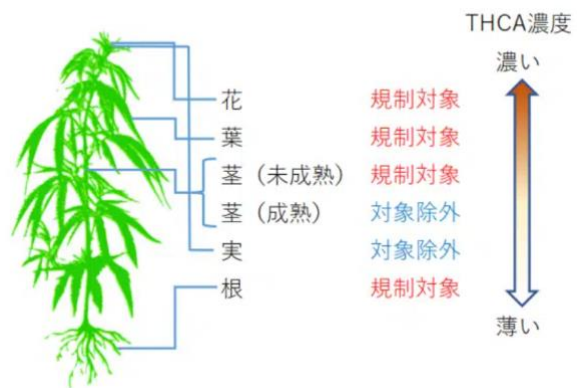 THCA濃度
濃い
花 規制対象
葉 規制対象
茎（未成熟） 規制対象
茎（成熟） 対象除外
実 対象除外
根 規制対象
薄い